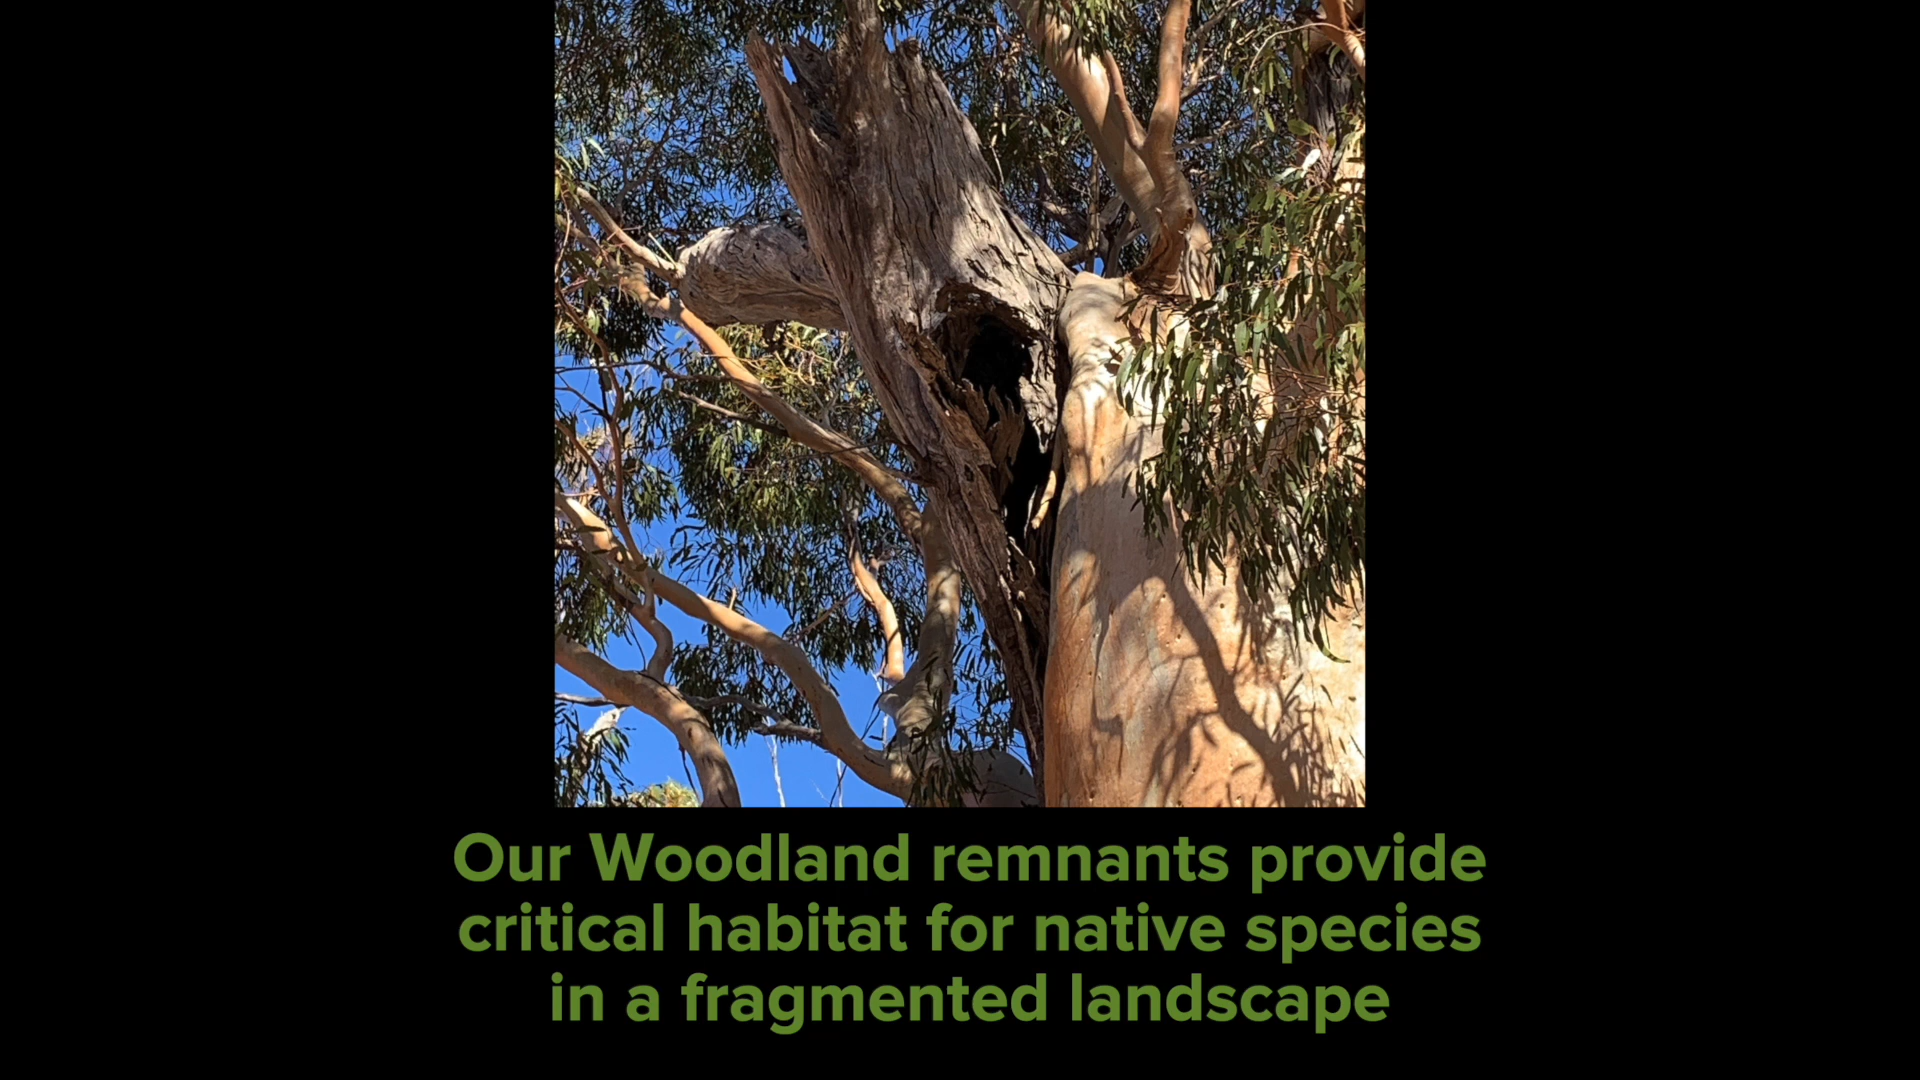 Our Woodland remnants provide
critical habitat for native species
in a fragmented landscape